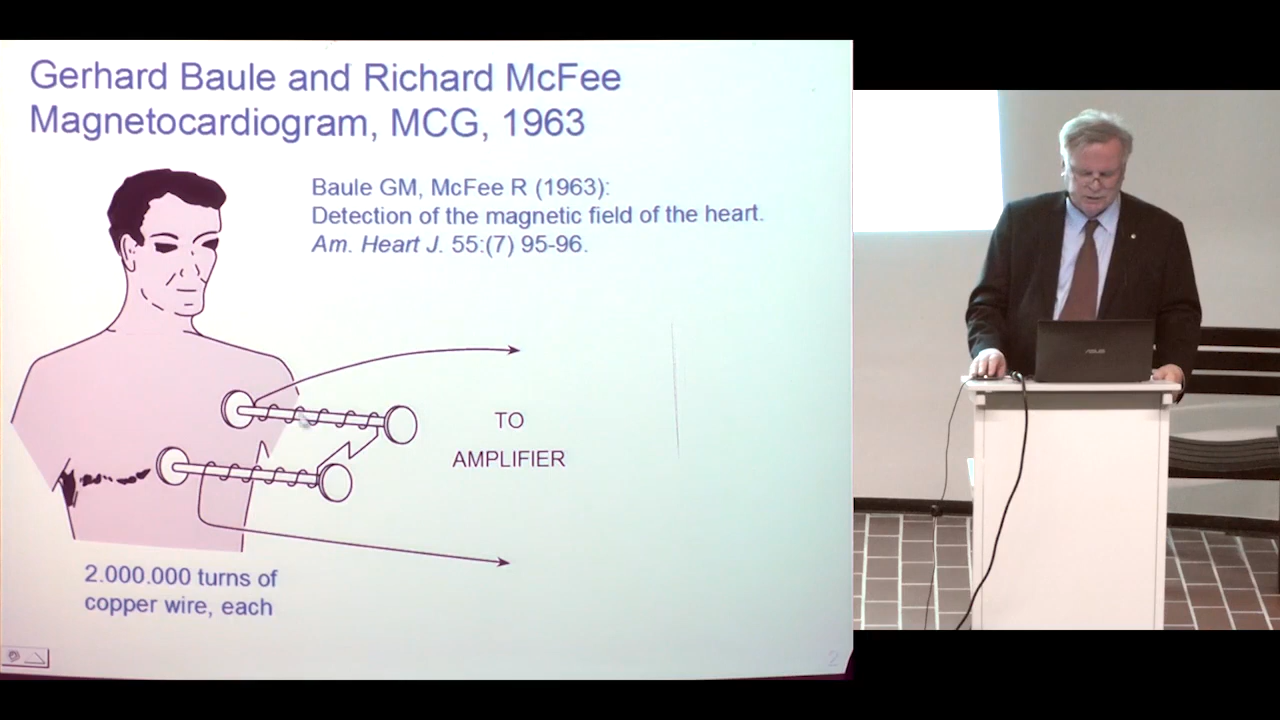 Gerhard Baule and Richard McFee
Magnetocardiogram, MCG, 1963
Baule GM, McFee R (1963):
Detection of the magnetic field of the heart.
Am. Heart J. 55:(7) 95-96.
TO
AMPLIFIER
2.000.000 turns of
copper wire, each
2
ASUS